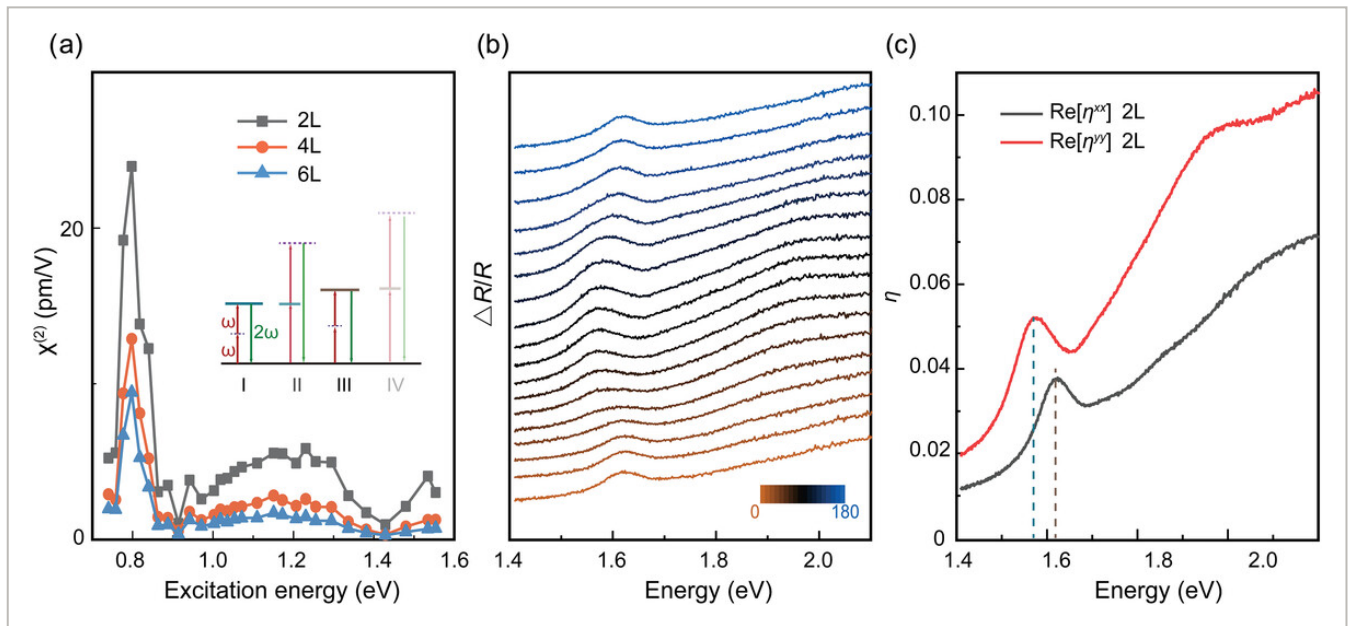 (a)
(b)
(c)
χ⁽²⁾ (pm/V)
20
0
2L
4L
6L
ω
ω
2ω
I
II
III
IV
0.8
1.0
1.2
1.4
1.6
Excitation energy (eV)
△R/R
0
180
1.4
1.6
1.8
2.0
Energy (eV)
η
0.10
0.08
0.06
0.04
0.02
0
Re[ηˣˣ] 2L
Re[ηʸʸ] 2L
1.4
1.6
1.8
2.0
Energy (eV)